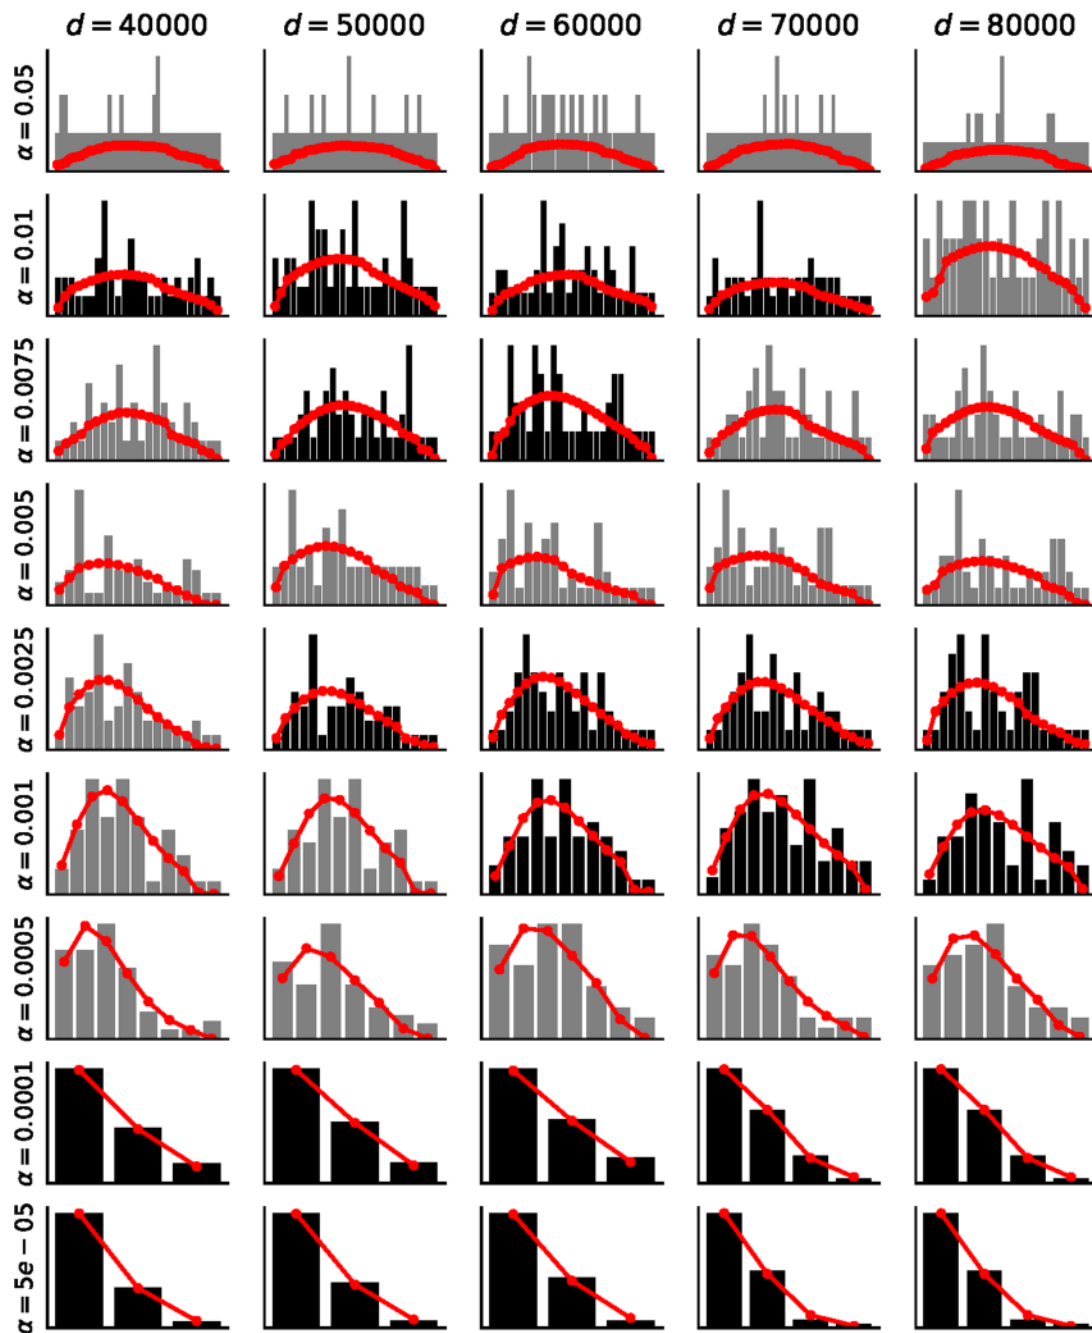 d = 40000 d = 50000 d = 60000 d = 70000 d = 80000
α = 0.05
α = 0.01
α = 0.0075
α = 0.005
α = 0.0025
α = 0.001
α = 0.0005
α = 0.0001
α = 5e − 05